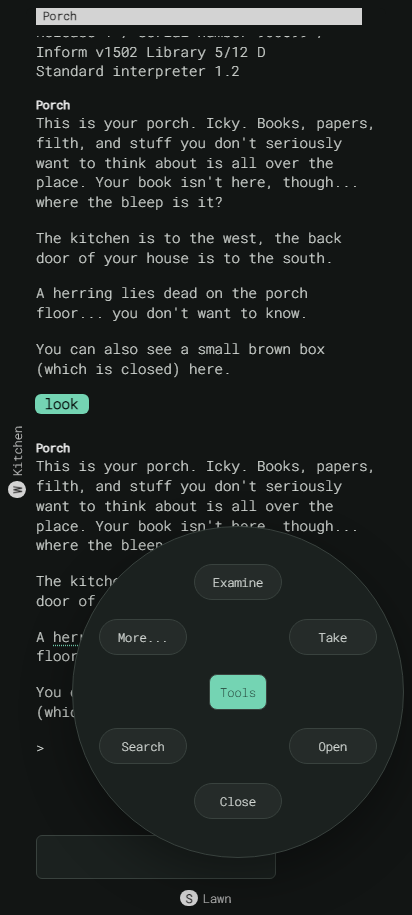 Porch
Inform v1502 Library 5/12 D
Standard interpreter 1.2
Porch
This is your porch. Icky. Books, papers,
filth, and stuff you don't seriously
want to think about is all over the
place. Your book isn't here, though...
where the bleep is it?
The kitchen is to the west, the back
door of your house is to the south.
A herring lies dead on the porch
floor... you don't want to know.
You can also see a small brown box
(which is closed) here.
look
W Kitchen
Porch
This is your porch. Icky. Books, papers,
filth, and stuff you don't seriously
want to think about is all over the
place. Your book isn't here, though...
where the bleep
The
door of
A
You
>
Examine
More...
Take
Tools
Search
Open
Close
S Lawn